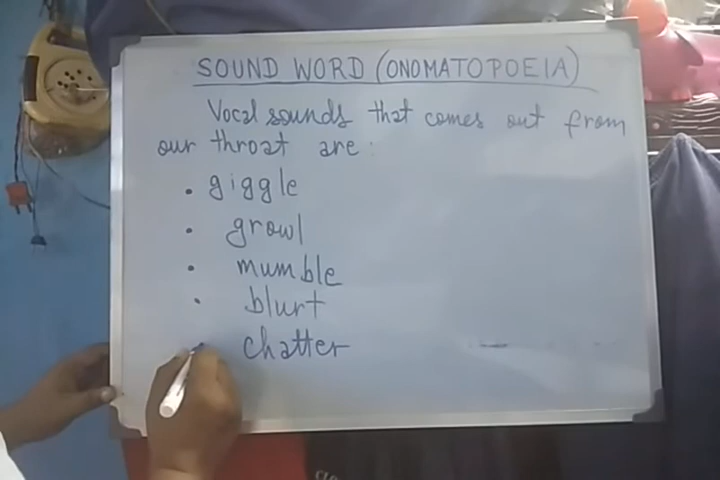 SOUND WORD (ONOMATOPOEIA)
Vocal sounds that comes out from
our throat are:
• giggle
• growl
• mumble
• blurt
chatter